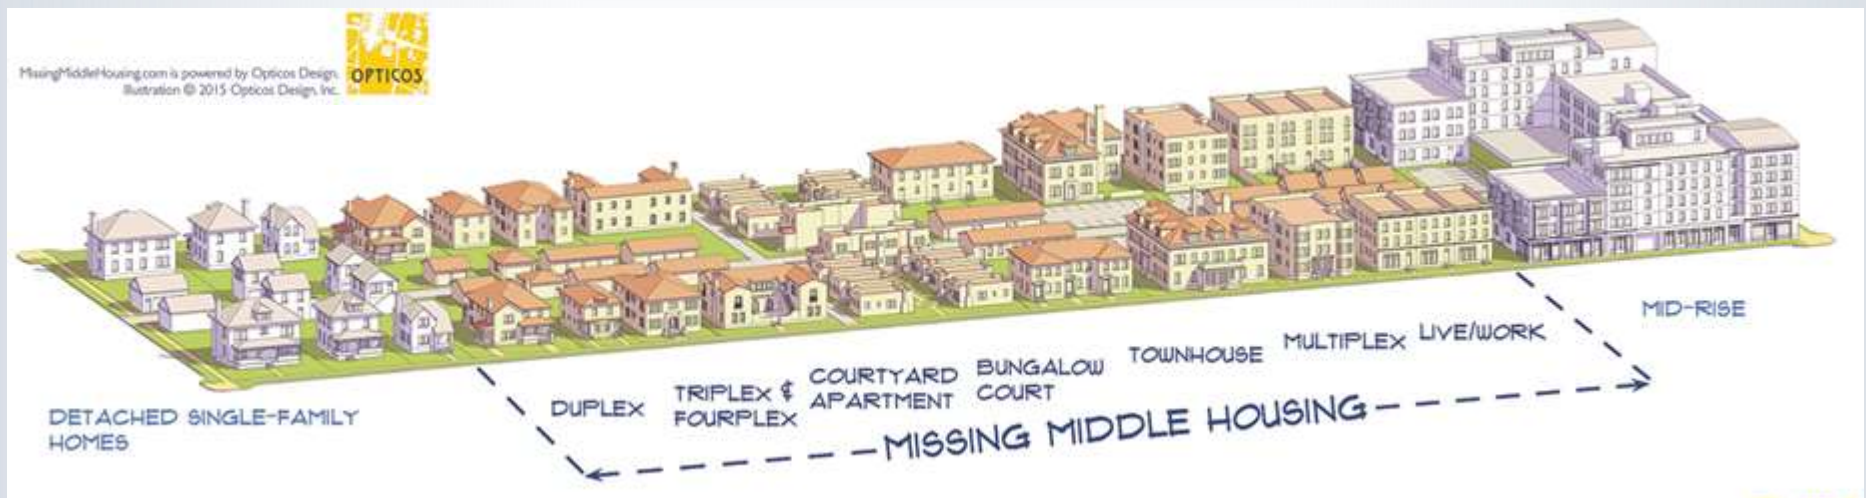 MissingMiddleHousing.com is powered by Opticos Design.
Illustration © 2015 Opticos Design, Inc.
OPTICOS
DETACHED SINGLE-FAMILY
HOMES
DUPLEX
TRIPLEX &
FOURPLEX
COURTYARD
APARTMENT
BUNGALOW
COURT
TOWNHOUSE
MULTIPLEX
LIVE/WORK
MID-RISE
MISSING MIDDLE HOUSING